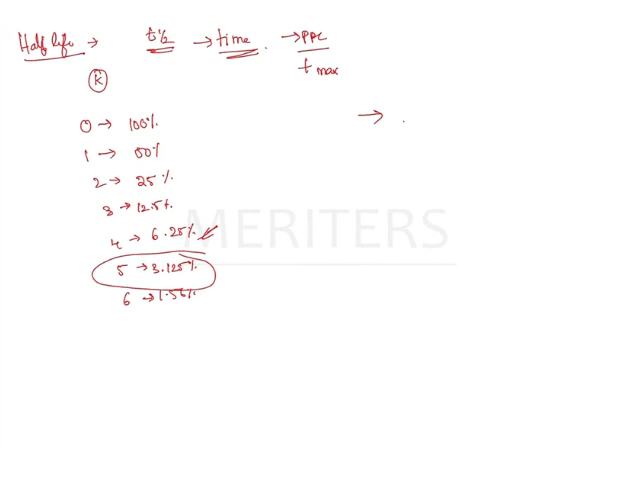 Half life → t½ → time → PPC
t max
K
→ .
0 → 100%
1 → 50%
2 → 25%
3 → 12.5%
4 → 6.25%
5 → 3.125%
6 → 1.56%
MERITERS